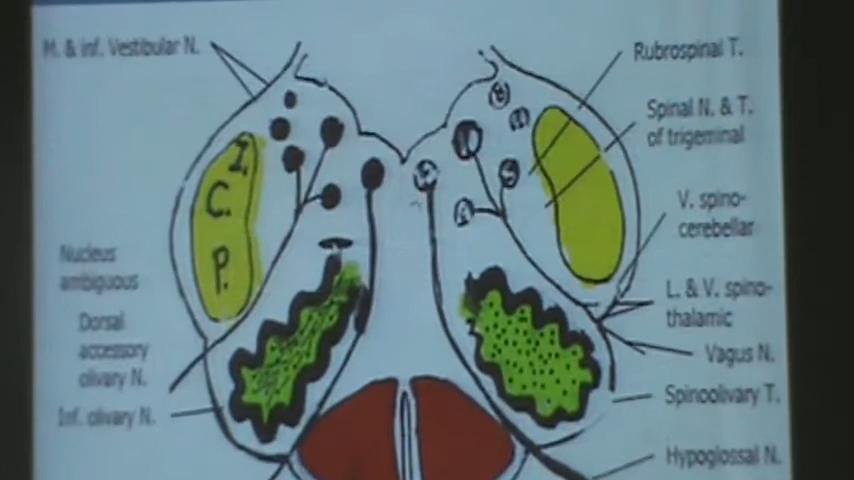 M. & inf. Vestibular N.
I.
C.
P.
Nucleus
ambiguous
Dorsal
accessory
olivary N.
Inf. olivary N.
Rubrospinal T.
Spinal N. & T.
of trigeminal
V. spino-
cerebellar
L. & V. spino-
thalamic
Vagus N.
Spinoolivary T.
Hypoglossal N.